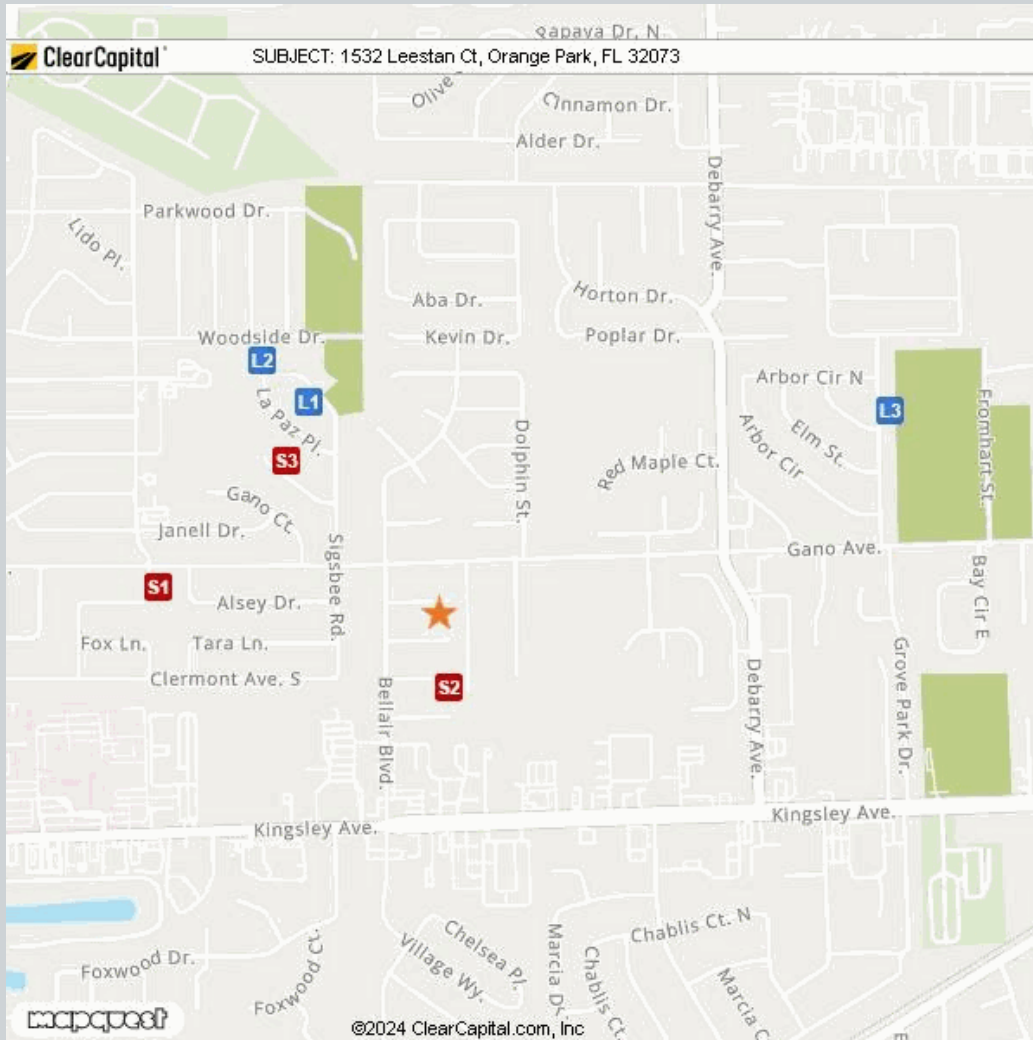 ClearCapital
SUBJECT: 1532 Leestan Ct, Orange Park, FL 32073
Dr. N
Olive
Cinnamon Dr.
Alder Dr.
Debarry Ave.
Parkwood Dr.
Lido Pl.
Aba Dr.
Horton Dr.
Woodside Dr.
Kevin Dr.
Poplar Dr.
L2
L1
La Paz Pl.
Arbor Cir N
L3
Fromhart St.
Elm St.
Arbor Cir
Dolphin St.
Red Maple Ct.
S3
Gano Ct.
Janell Dr.
Sigsbee Rd.
Gano Ave.
Bay Cir E
S1
Alsey Dr.
Fox Ln.
Tara Ln.
Clermont Ave. S
S2
Bellair Blvd.
Debarry Ave.
Grove Park Dr.
Kingsley Ave.
Kingsley Ave.
Foxwood Dr.
Foxwood Ct.
Chelsea Pl.
Village Wy.
Marcia Dr.
Chablis Ct.
Chablis Ct. N
Marcia C
mapquest
©2024 ClearCapital.com, Inc